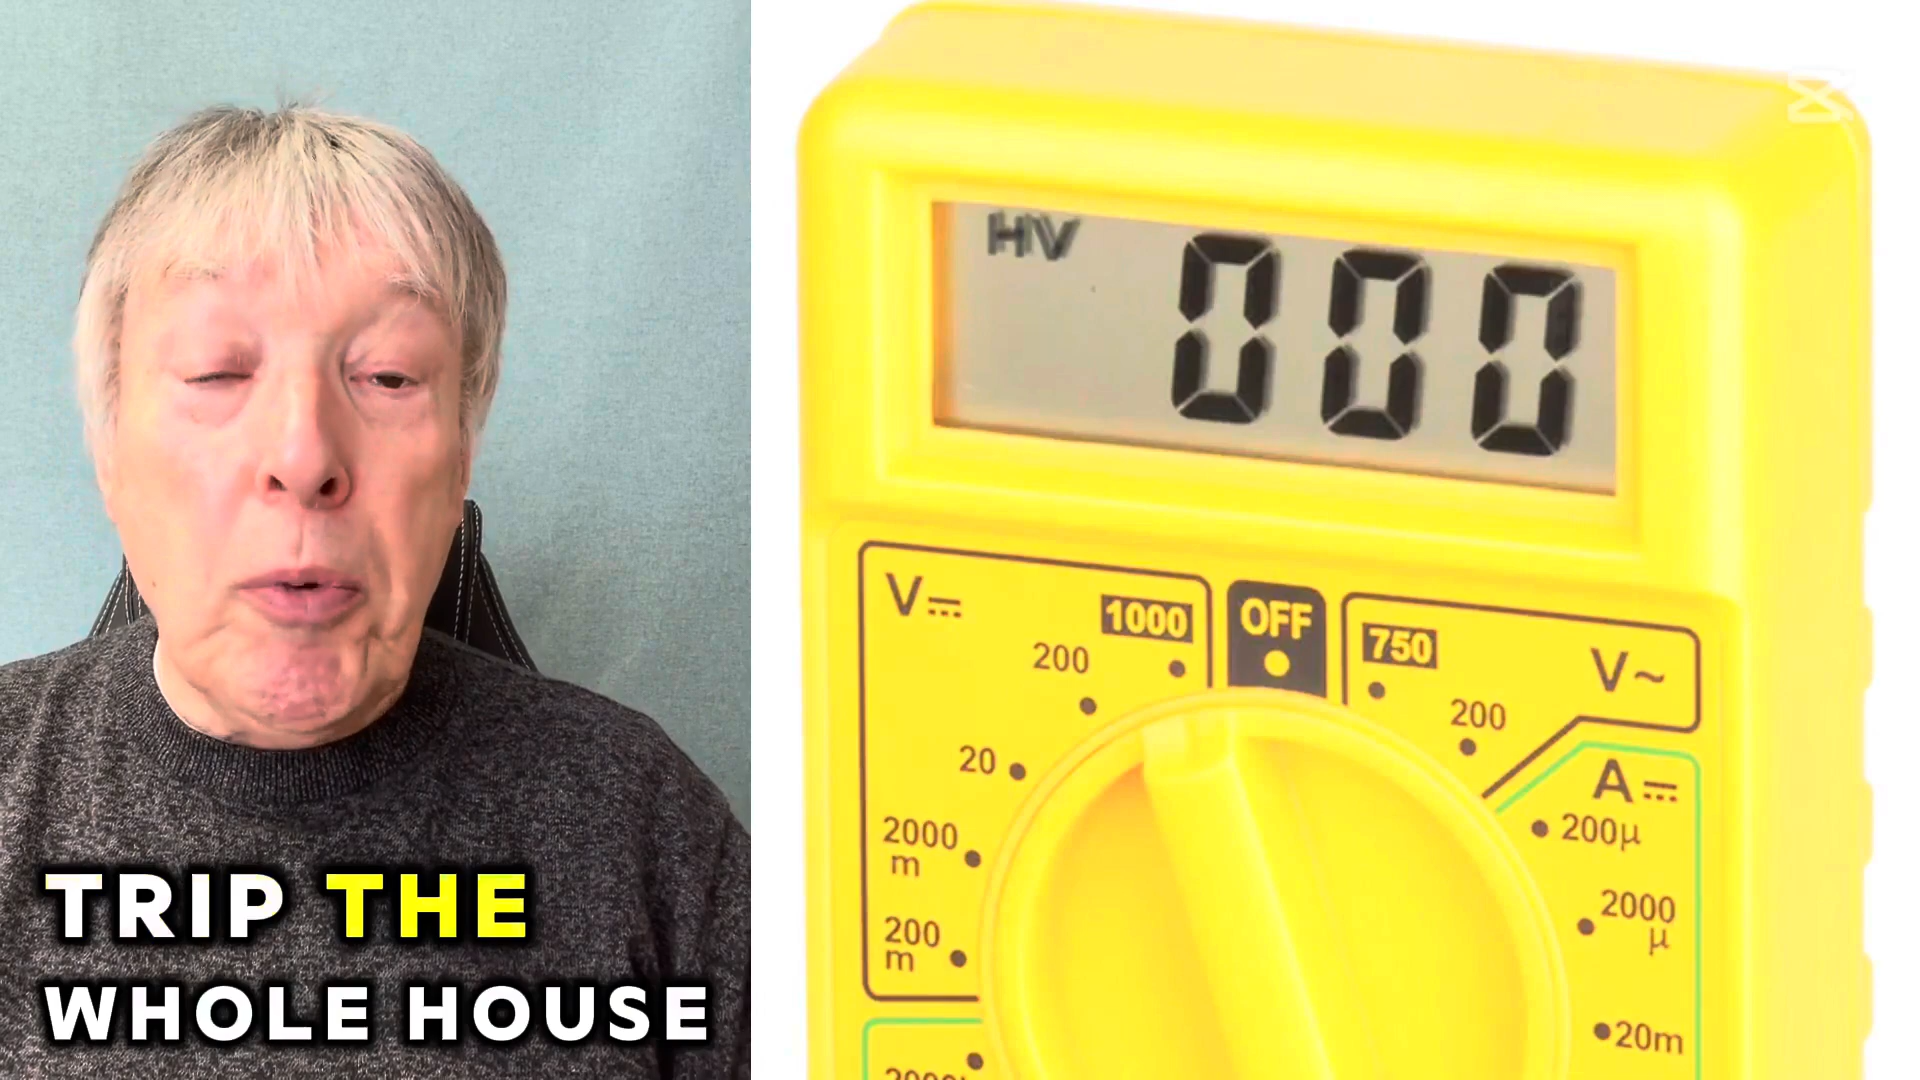 TRIP THE
WHOLE HOUSE
HV
000
V⎓
1000
OFF
750
V~
200
200
20
A⎓
200µ
2000
m
2000
µ
200
m
20m